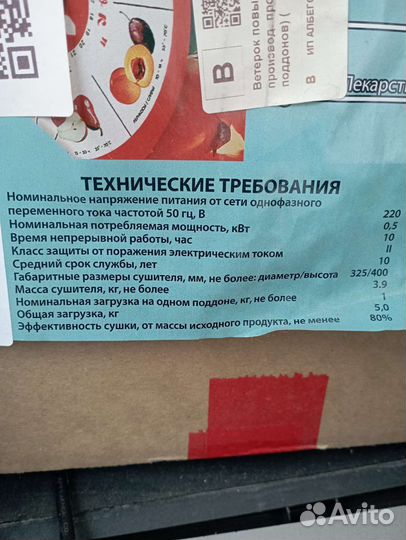 В
Ветерок повы
произвол. про
поддонов) (
В ИП АЛБЕГО
Лекарст
ТЕХНИЧЕСКИЕ ТРЕБОВАНИЯ
Номинальное напряжение питания от сети однофазного
переменного тока частотой 50 гц, В 220
Номинальная потребляемая мощность, кВт 0,5
Время непрерывной работы, час 10
Класс защиты от поражения электрическим током II
Средний срок службы, лет 10
Габаритные размеры сушителя, мм, не более: диаметр/высота 325/400
Масса сушителя, кг, не более 3.9
Номинальная загрузка на одном поддоне, кг, не более 1
Общая загрузка, кг 5,0
Эффективность сушки, от массы исходного продукта, не менее 80%
Avito